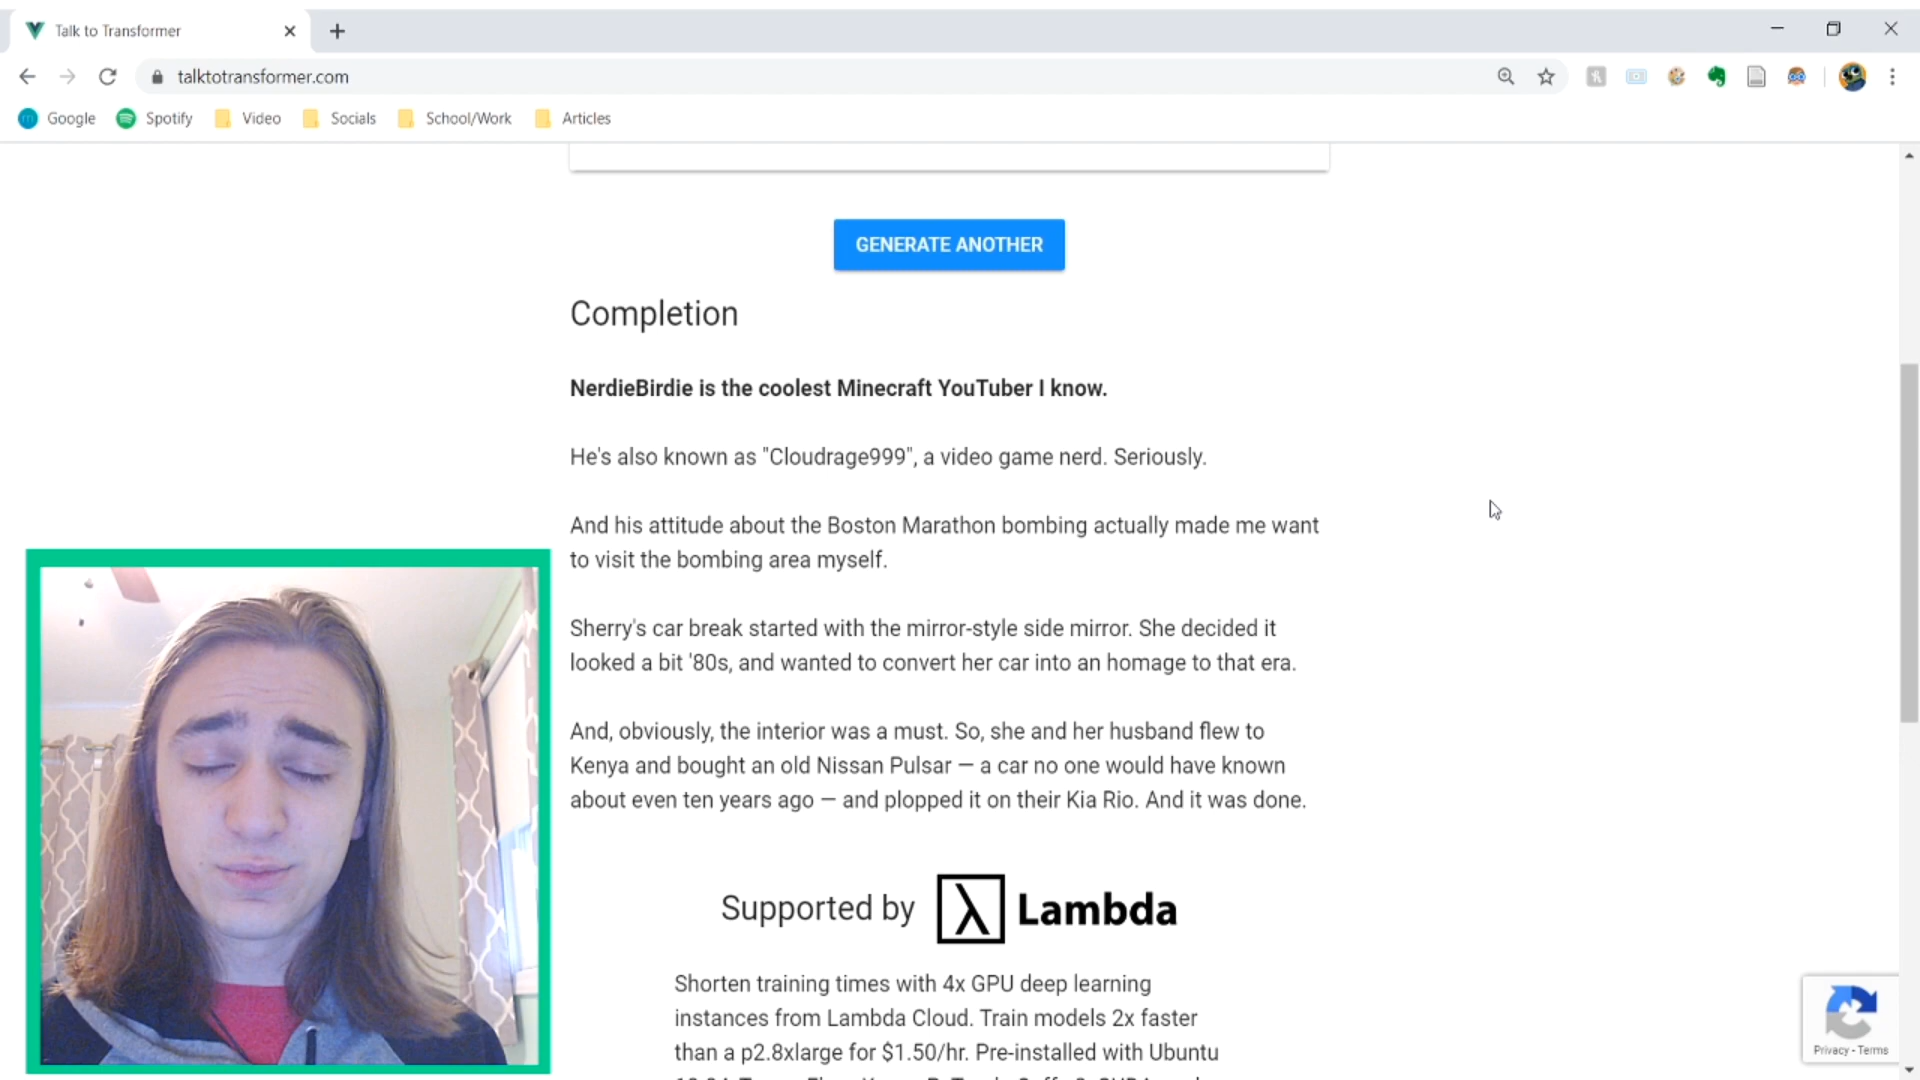 Talk to Transformer
talktotransformer.com
Google Spotify Video Socials School/Work Articles
GENERATE ANOTHER
Completion
NerdieBirdie is the coolest Minecraft YouTuber I know.
He's also known as "Cloudrage999", a video game nerd. Seriously.
And his attitude about the Boston Marathon bombing actually made me want
to visit the bombing area myself.
Sherry's car break started with the mirror-style side mirror. She decided it
looked a bit '80s, and wanted to convert her car into an homage to that era.
And, obviously, the interior was a must. So, she and her husband flew to
Kenya and bought an old Nissan Pulsar — a car no one would have known
about even ten years ago — and plopped it on their Kia Rio. And it was done.
Supported by λ Lambda
Shorten training times with 4x GPU deep learning
instances from Lambda Cloud. Train models 2x faster
than a p2.8xlarge for $1.50/hr. Pre-installed with Ubuntu
Privacy - Terms